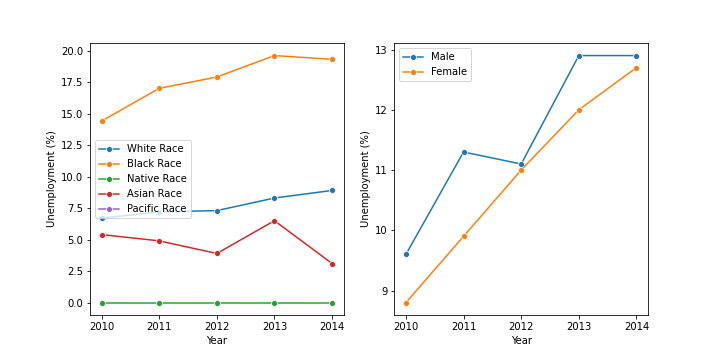 20.0
17.5
15.0
12.5
10.0
7.5
5.0
2.5
0.0
Unemployment (%)
White Race
Black Race
Native Race
Asian Race
Pacific Race
2010 2011 2012 2013 2014
Year
13
12
11
10
9
Unemployment (%)
Male
Female
2010 2011 2012 2013 2014
Year